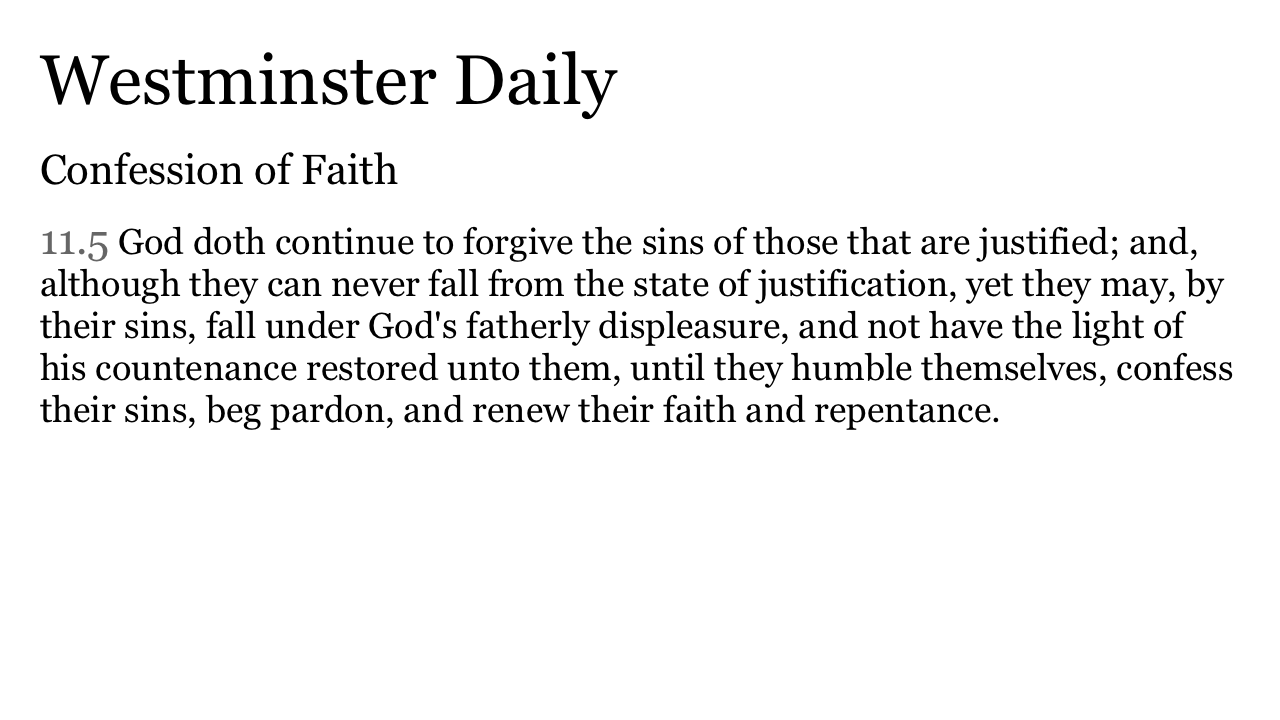 Westminster Daily
Confession of Faith
11.5 God doth continue to forgive the sins of those that are justified; and,
although they can never fall from the state of justification, yet they may, by
their sins, fall under God's fatherly displeasure, and not have the light of
his countenance restored unto them, until they humble themselves, confess
their sins, beg pardon, and renew their faith and repentance.